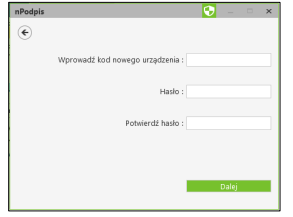 nPodpis
Wprowadź kod nowego urządzenia :
Hasło :
Potwierdź hasło :
Dalej